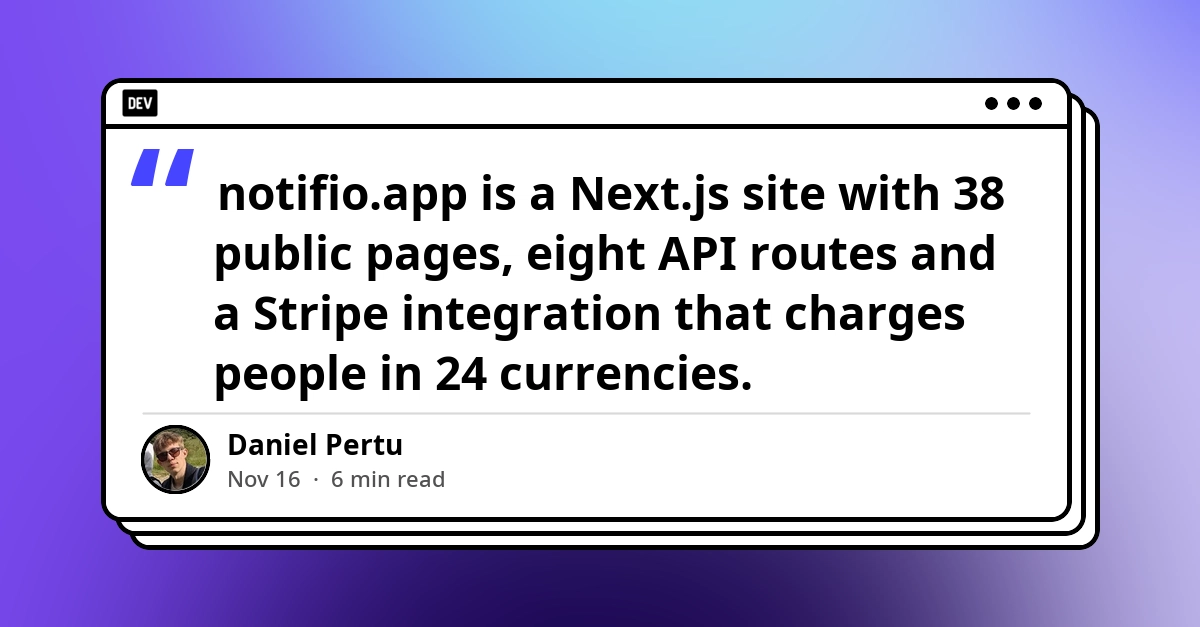 DEV
“ notifio.app is a Next.js site with 38
public pages, eight API routes and
a Stripe integration that charges
people in 24 currencies.
Daniel Pertu
Nov 16 · 6 min read